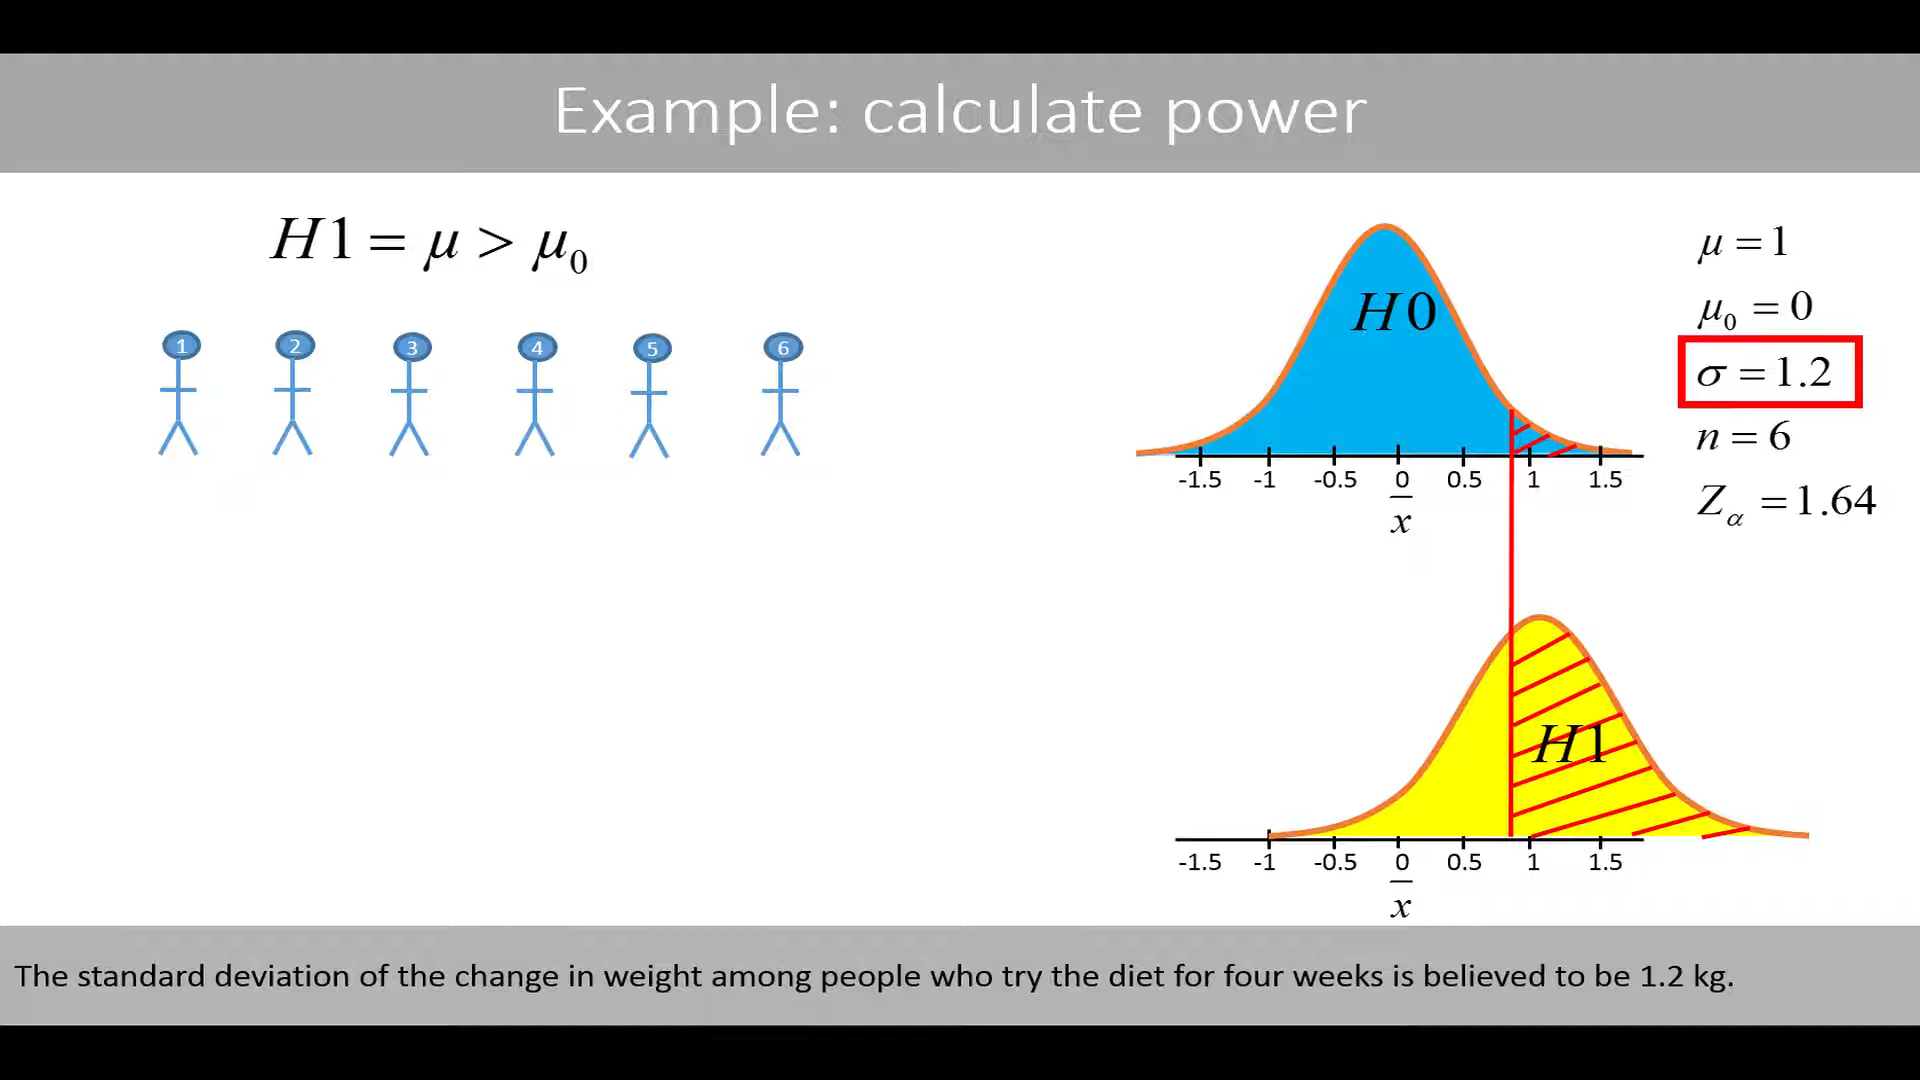 Example: calculate power
H1 = μ > μ₀
1 2 3 4 5 6
H0
-1.5 -1 -0.5 0 0.5 1 1.5
x̄
μ = 1
μ₀ = 0
σ = 1.2
n = 6
Zα = 1.64
H1
-1.5 -1 -0.5 0 0.5 1 1.5
x̄
The standard deviation of the change in weight among people who try the diet for four weeks is believed to be 1.2 kg.